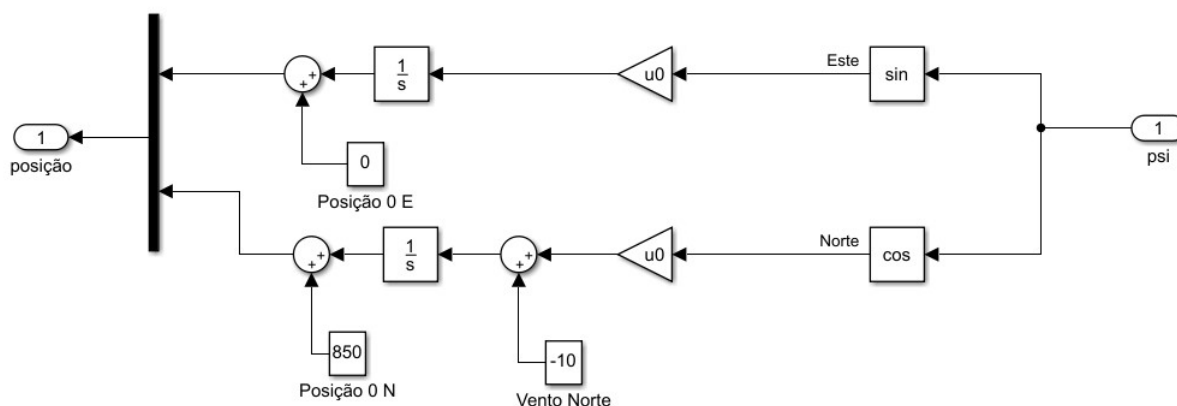 Este
sin
u0
1
s
+
+
1
psi
1
posição
0
Posição 0 E
Norte
cos
u0
+
+
1
s
+
+
850
Posição 0 N
-10
Vento Norte